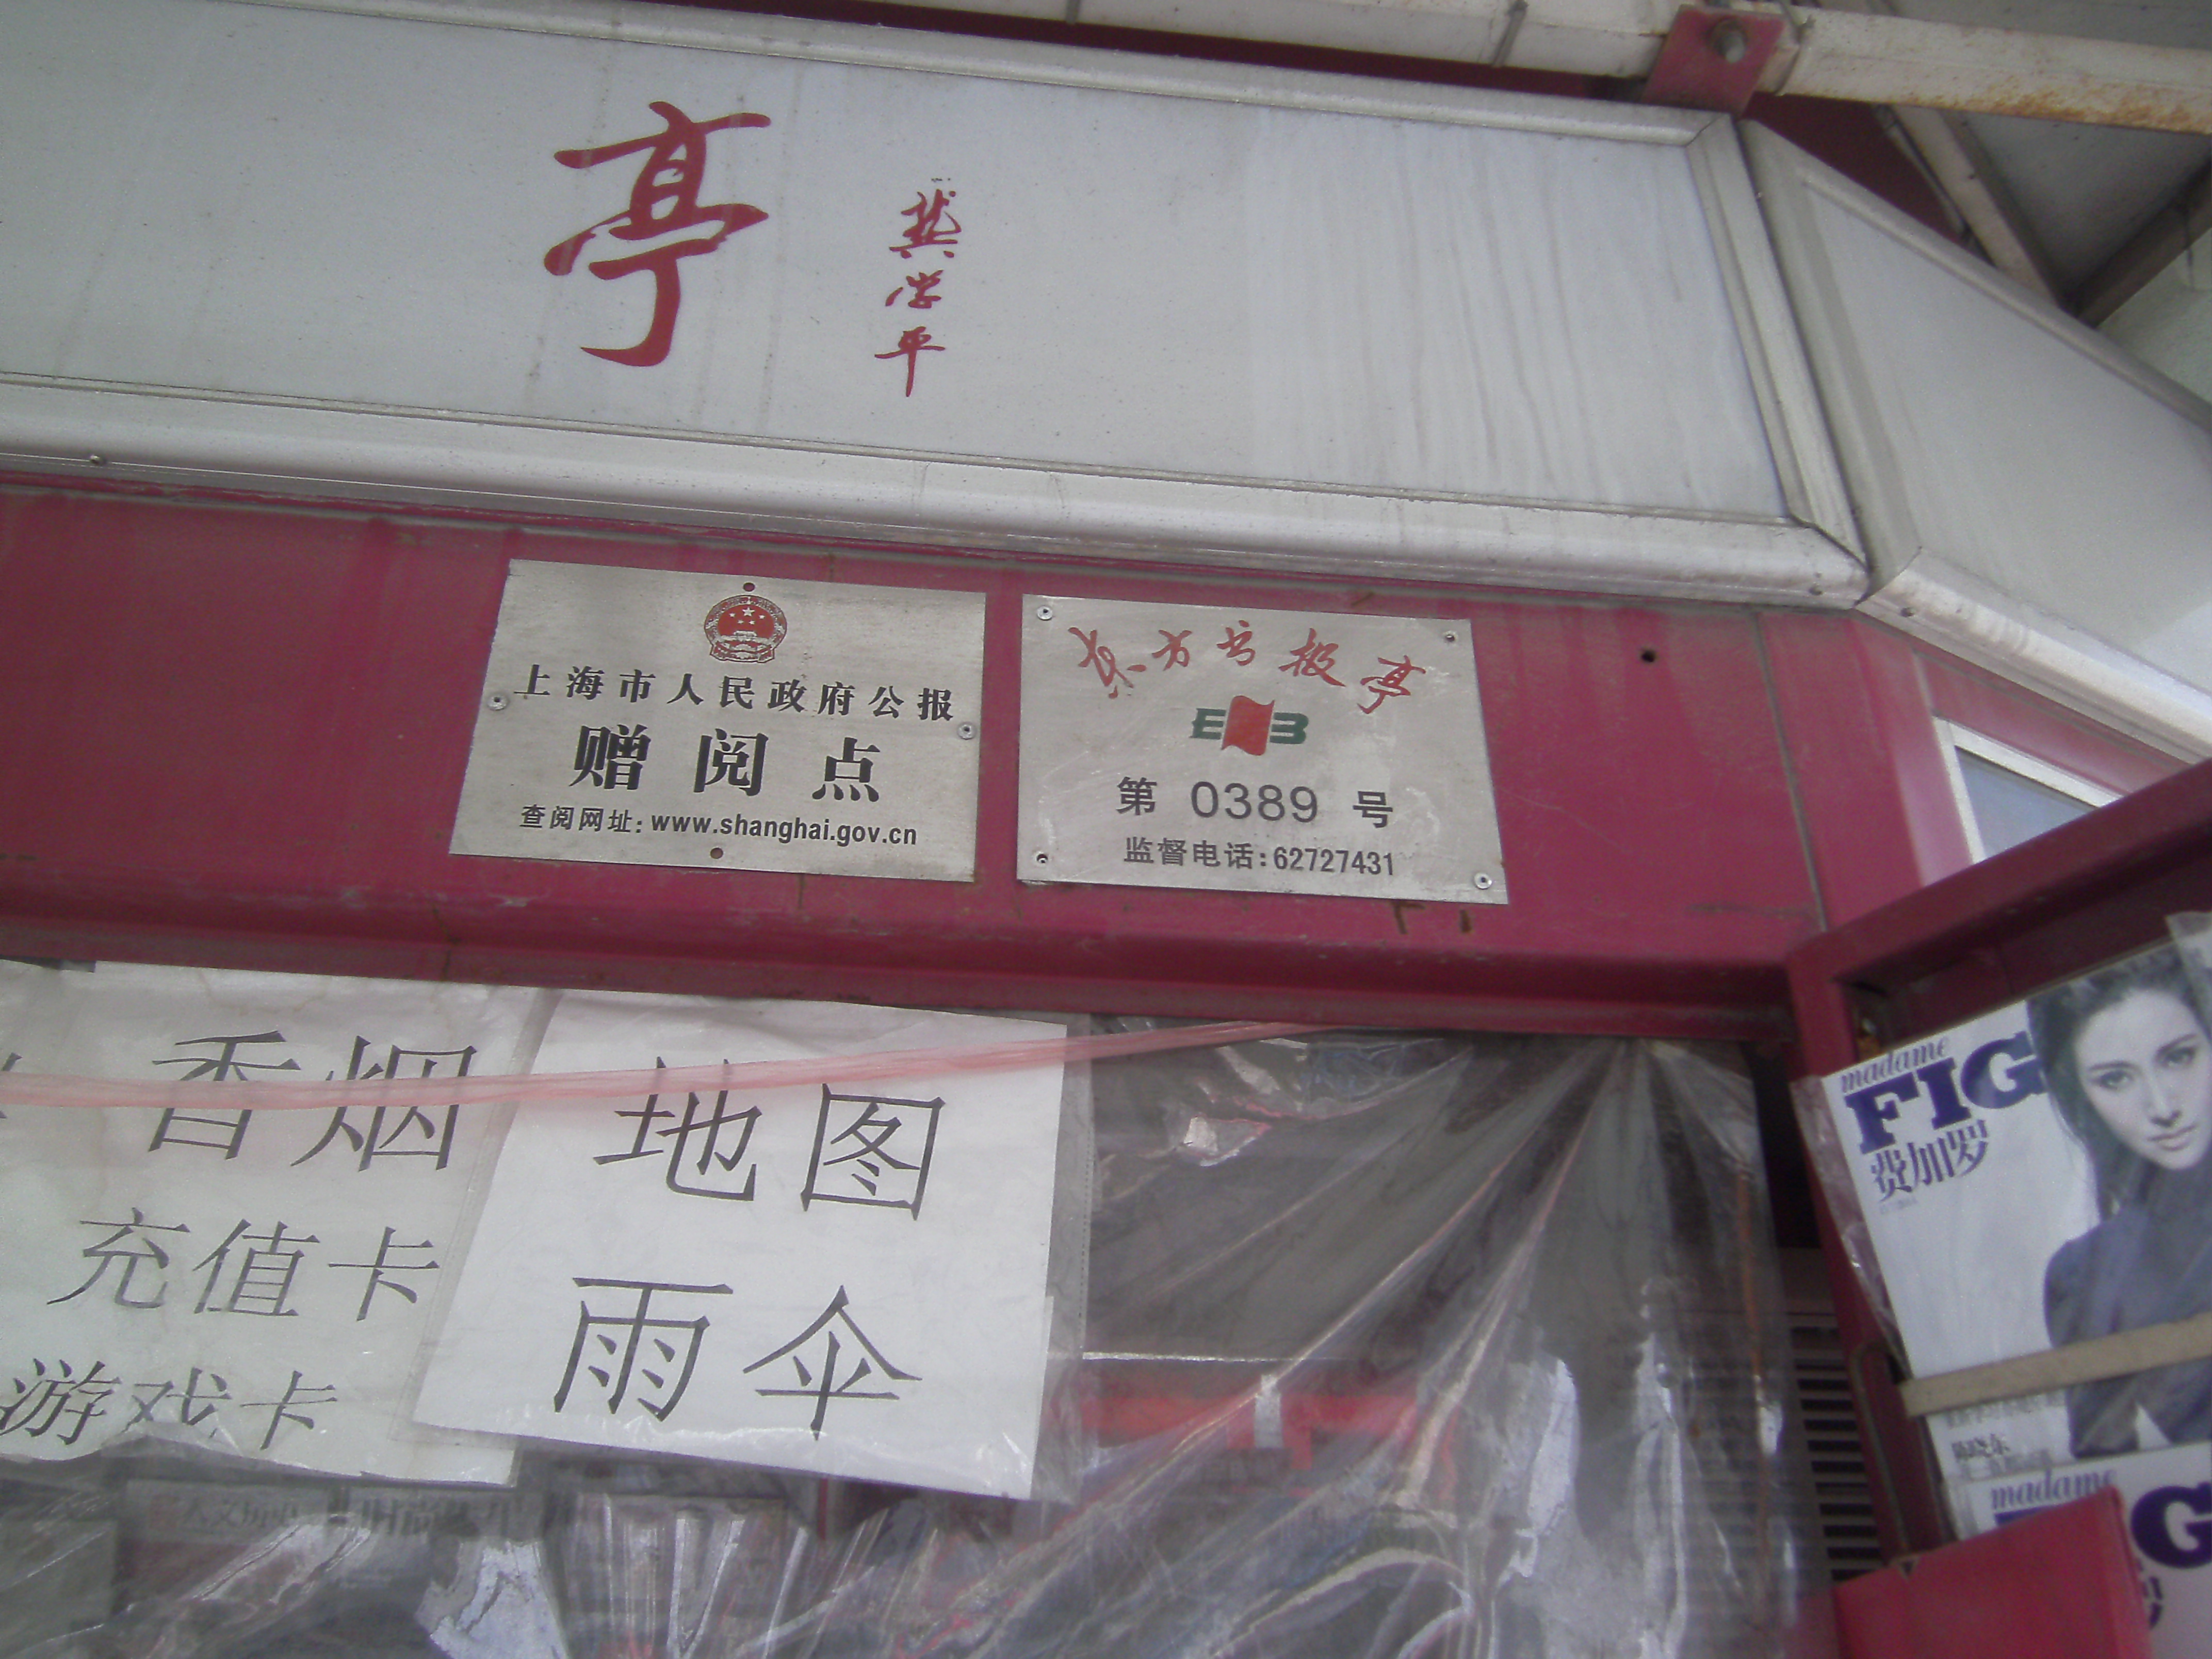 亭
龚学平
上海市人民政府公报
赠阅点
查阅网址：www.shanghai.gov.cn
东方书报亭
EB
第 0389 号
监督电话：62727431
香烟
充值卡
游戏卡
地图
雨伞
madame
FIG
费加罗
madame